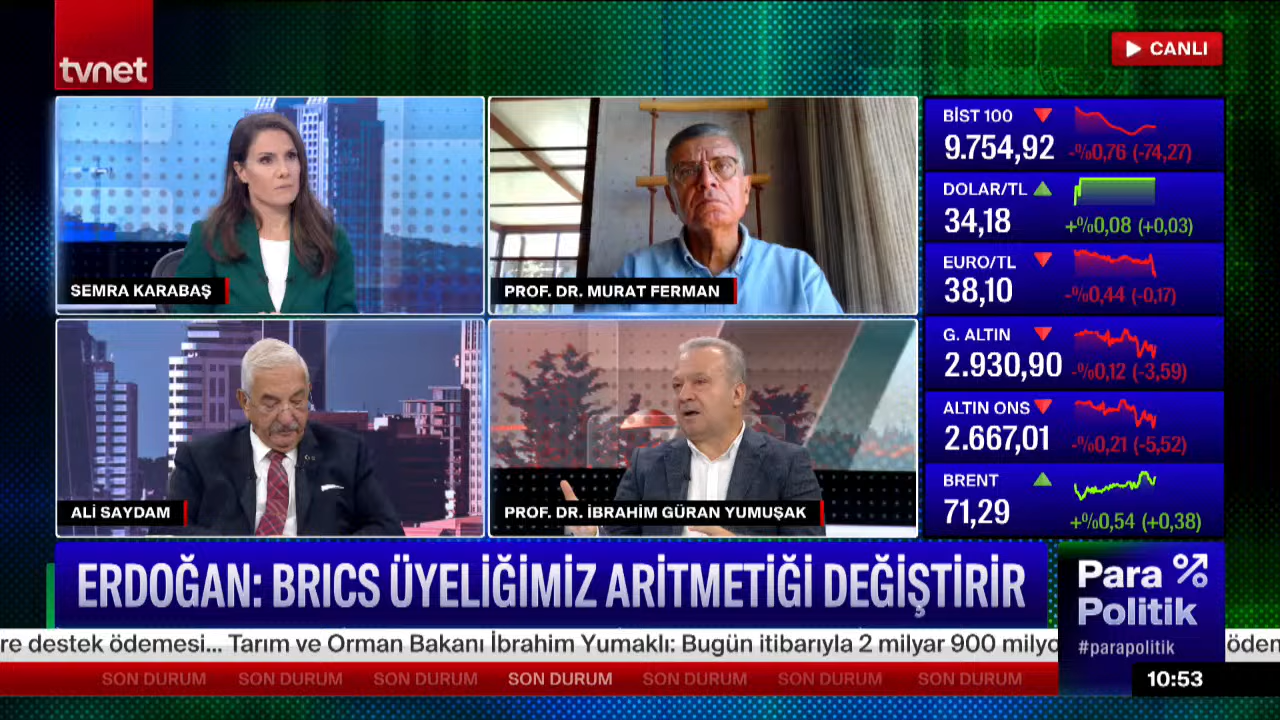 tvnet
CANLI
SEMRA KARABAŞ
PROF. DR. MURAT FERMAN
ALİ SAYDAM
PROF. DR. İBRAHİM GÜRAN YUMUŞAK
BİST 100
9.754,92 -%0,76 (-74,27)
DOLAR/TL
34,18 +%0,08 (+0,03)
EURO/TL
38,10 -%0,44 (-0,17)
G. ALTIN
2.930,90 -%0,12 (-3,59)
ALTIN ONS
2.667,01 -%0,21 (-5,52)
BRENT
71,29 +%0,54 (+0,38)
ERDOĞAN: BRICS ÜYELİĞİMİZ ARİTMETİĞİ DEĞİŞTİRİR
Para %
Politik
#parapolitik
re destek ödemesi... Tarım ve Orman Bakanı İbrahim Yumaklı: Bugün itibarıyla 2 milyar 900 milyo
SON DURUM SON DURUM SON DURUM SON DURUM SON DURUM SON DURUM SON DURUM
10:53